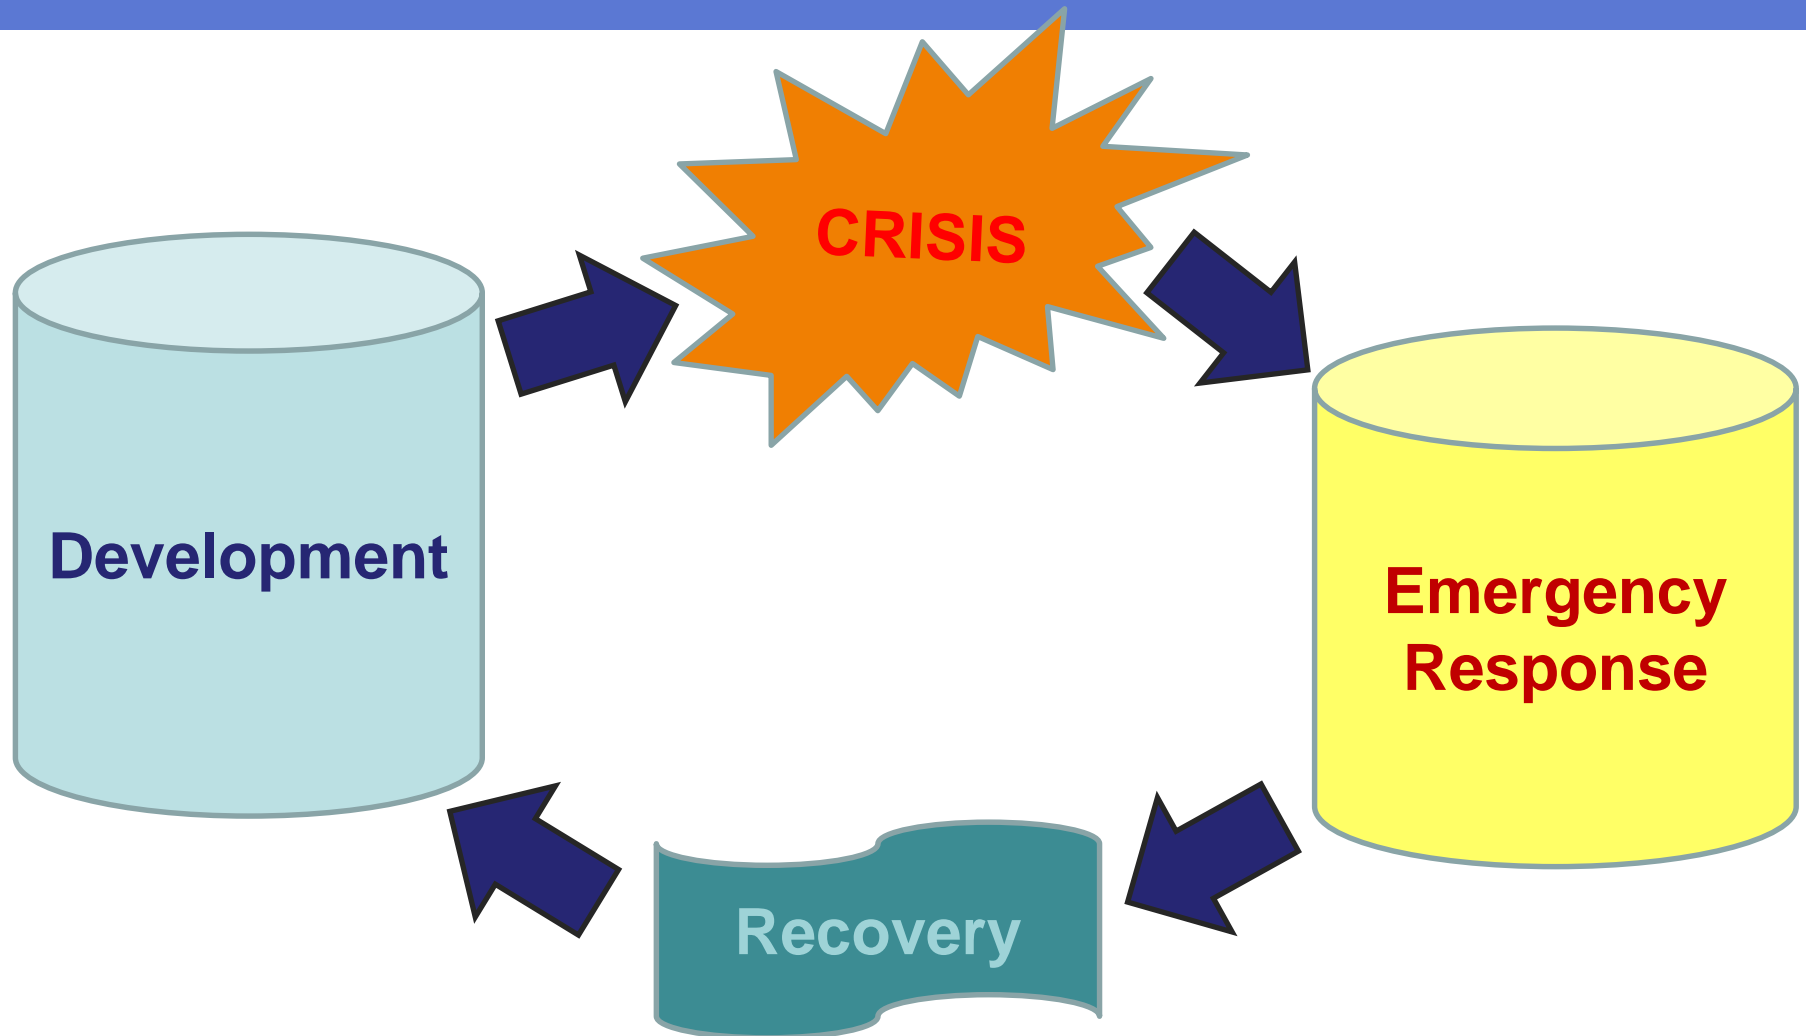 CRISIS
Development
Emergency
Response
Recovery